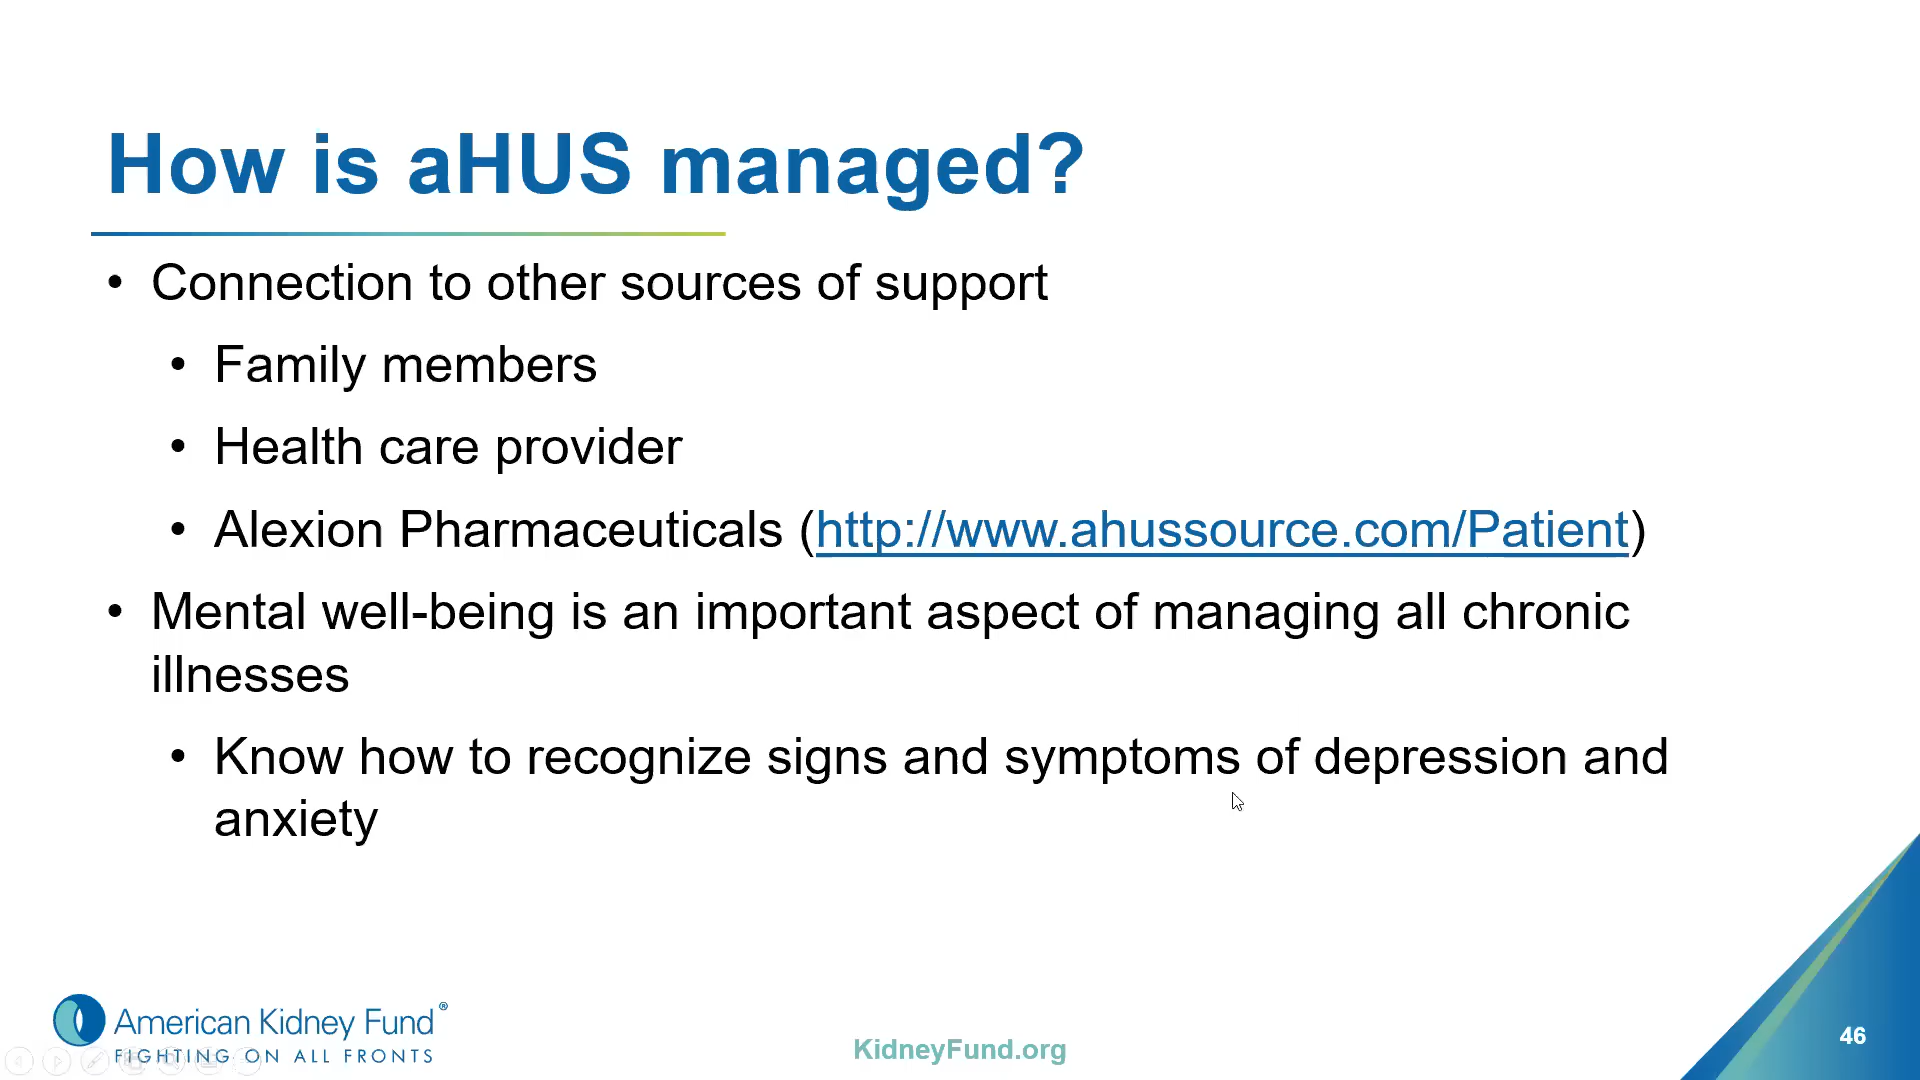 How is aHUS managed?
• Connection to other sources of support
• Family members
• Health care provider
• Alexion Pharmaceuticals (http://www.ahussource.com/Patient)
• Mental well-being is an important aspect of managing all chronic
illnesses
• Know how to recognize signs and symptoms of depression and
anxiety
American Kidney Fund®
FIGHTING ON ALL FRONTS
KidneyFund.org
46